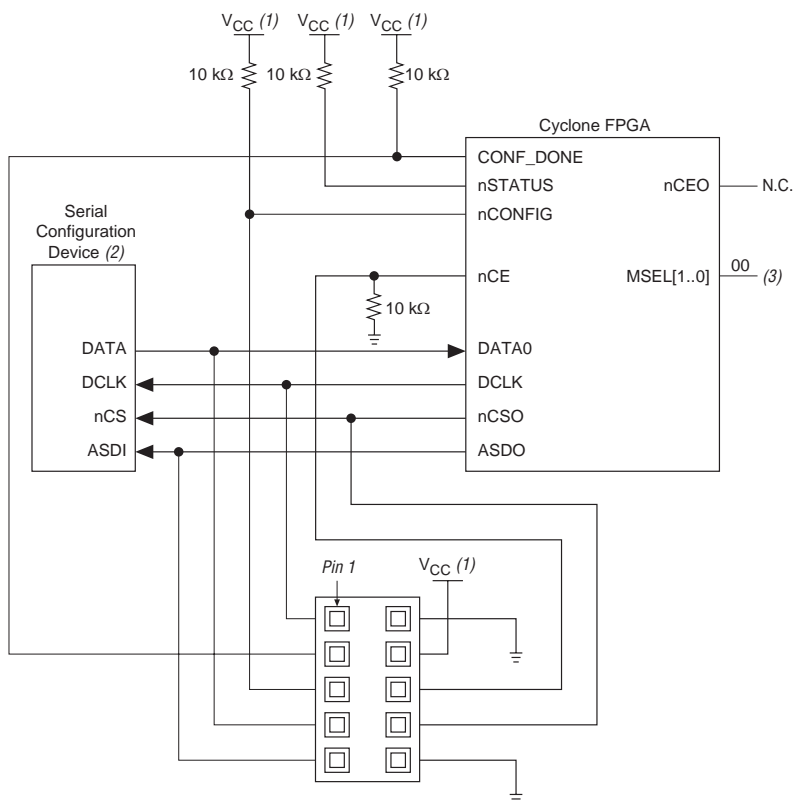 VCC (1) VCC (1) VCC (1)
10 kΩ 10 kΩ 10 kΩ
Cyclone FPGA
CONF_DONE
nSTATUS nCEO N.C.
nCONFIG
Serial
Configuration
Device (2)
nCE MSEL[1..0] 00 (3)
10 kΩ
DATA DATA0
DCLK DCLK
nCS nCSO
ASDI ASDO
Pin 1 VCC (1)